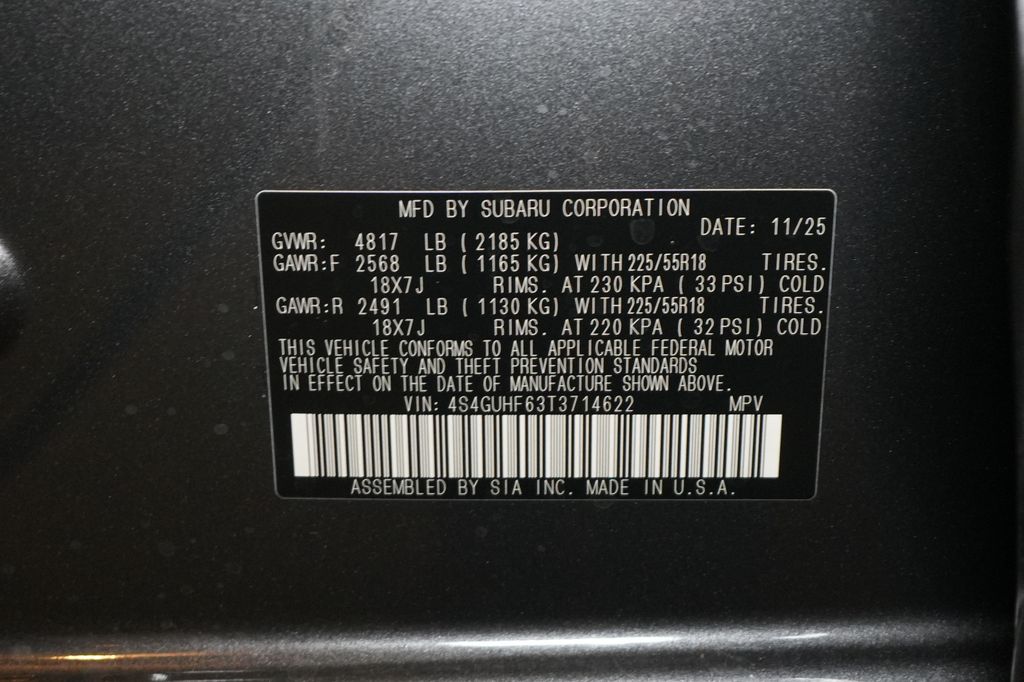 MFD BY SUBARU CORPORATION
DATE: 11/25
GVWR: 4817 LB ( 2185 KG)
GAWR:F 2568 LB ( 1165 KG) WITH 225/55R18 TIRES.
18X7J RIMS. AT 230 KPA ( 33 PSI) COLD
GAWR:R 2491 LB ( 1130 KG) WITH 225/55R18 TIRES.
18X7J RIMS. AT 220 KPA ( 32 PSI) COLD
THIS VEHICLE CONFORMS TO ALL APPLICABLE FEDERAL MOTOR
VEHICLE SAFETY AND THEFT PREVENTION STANDARDS
IN EFFECT ON THE DATE OF MANUFACTURE SHOWN ABOVE.
VIN: 4S4GUHF63T3714622 MPV
ASSEMBLED BY SIA INC. MADE IN U.S.A.